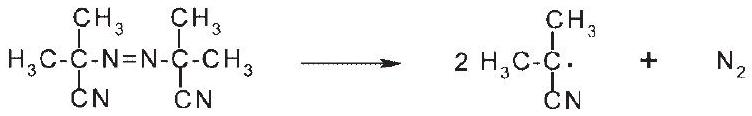 CH3 CH3 CH3
H3C-C-N=N-C-CH3 2 H3C-C· + N2
CN CN CN